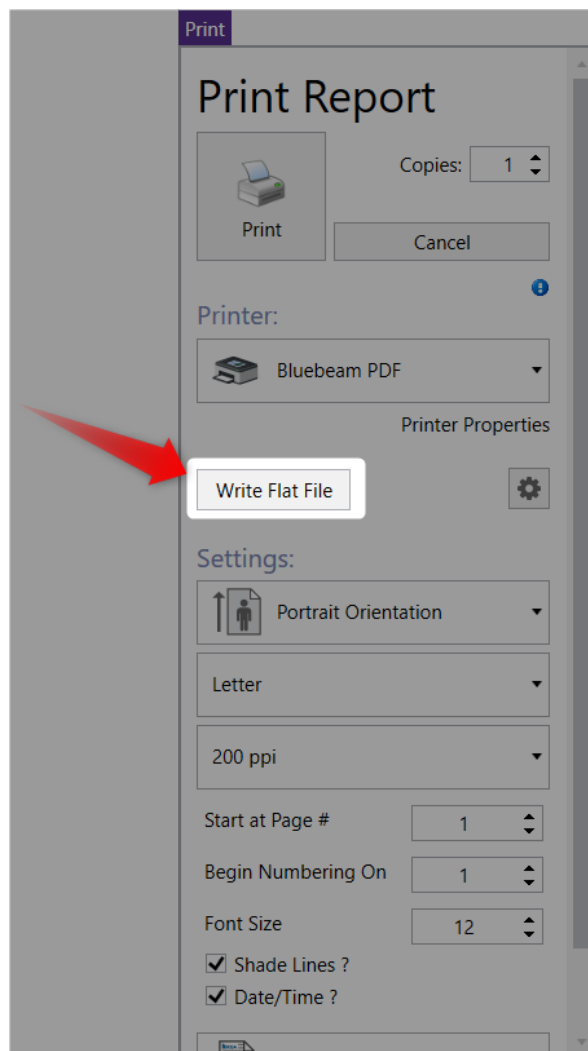 Print
Print Report
Copies: 1
Print
Cancel
Printer:
Bluebeam PDF
Printer Properties
Write Flat File
Settings:
Portrait Orientation
Letter
200 ppi
Start at Page # 1
Begin Numbering On 1
Font Size 12
Shade Lines ?
Date/Time ?